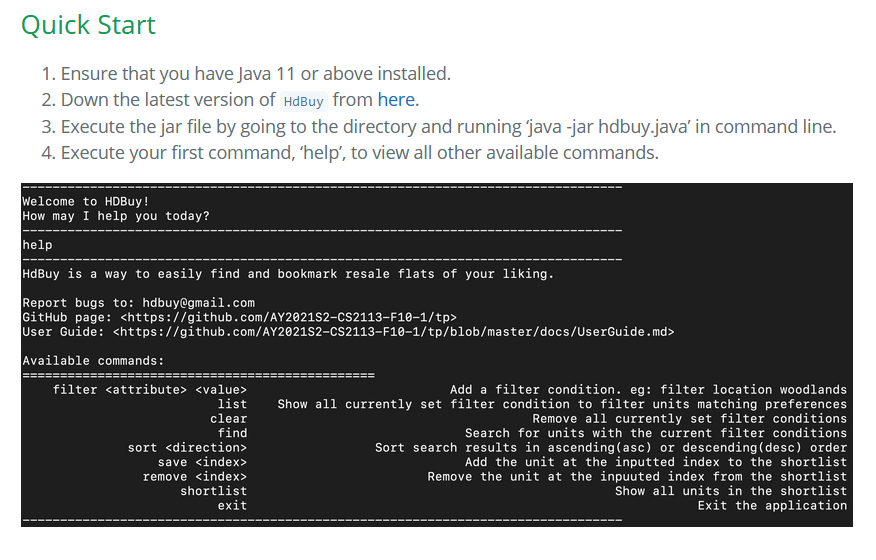 Quick Start
1. Ensure that you have Java 11 or above installed.
2. Down the latest version of HdBuy from here.
3. Execute the jar file by going to the directory and running ‘java -jar hdbuy.java’ in command line.
4. Execute your first command, ‘help’, to view all other available commands.
--------------------------------------------------------------------------------
Welcome to HDBuy!
How may I help you today?
--------------------------------------------------------------------------------
help
--------------------------------------------------------------------------------
HdBuy is a way to easily find and bookmark resale flats of your liking.
Report bugs to: hdbuy@gmail.com
GitHub page: <https://github.com/AY2021S2-CS2113-F10-1/tp>
User Guide: <https://github.com/AY2021S2-CS2113-F10-1/tp/blob/master/docs/UserGuide.md>
Available commands:
===============================================
filter <attribute> <value> Add a filter condition. eg: filter location woodlands
list Show all currently set filter condition to filter units matching preferences
clear Remove all currently set filter conditions
find Search for units with the current filter conditions
sort <direction> Sort search results in ascending(asc) or descending(desc) order
save <index> Add the unit at the inputted index to the shortlist
remove <index> Remove the unit at the inpuuted index from the shortlist
shortlist Show all units in the shortlist
exit Exit the application
--------------------------------------------------------------------------------